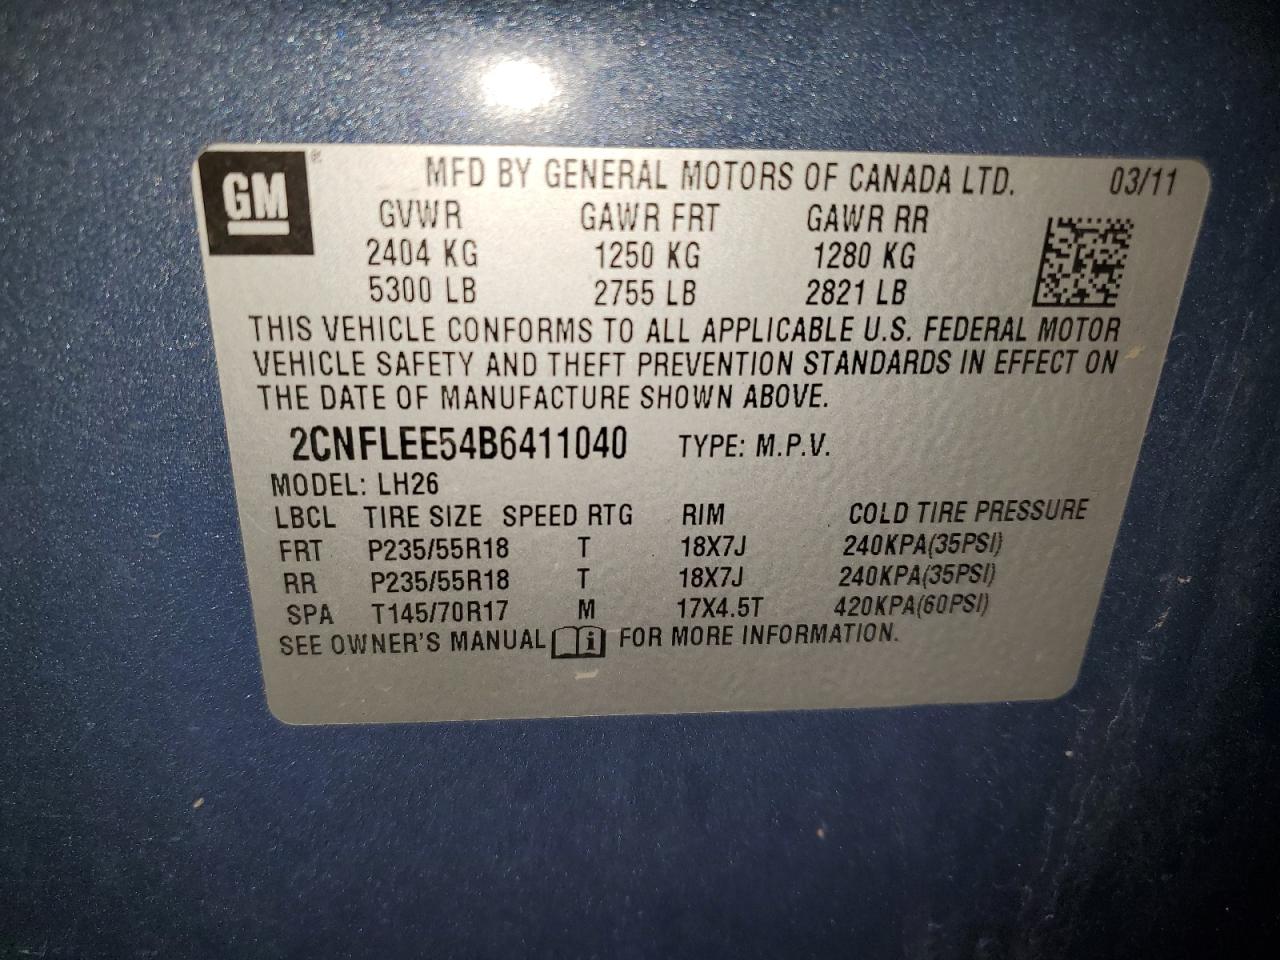 GM ® MFD BY GENERAL MOTORS OF CANADA LTD. 03/11
GVWR GAWR FRT GAWR RR
2404 KG 1250 KG 1280 KG
5300 LB 2755 LB 2821 LB
THIS VEHICLE CONFORMS TO ALL APPLICABLE U.S. FEDERAL MOTOR
VEHICLE SAFETY AND THEFT PREVENTION STANDARDS IN EFFECT ON
THE DATE OF MANUFACTURE SHOWN ABOVE.
2CNFLEE54B6411040 TYPE: M.P.V.
MODEL: LH26
LBCL TIRE SIZE SPEED RTG RIM COLD TIRE PRESSURE
FRT P235/55R18 T 18X7J 240KPA(35PSI)
RR P235/55R18 T 18X7J 240KPA(35PSI)
SPA T145/70R17 M 17X4.5T 420KPA(60PSI)
SEE OWNER'S MANUAL i FOR MORE INFORMATION.